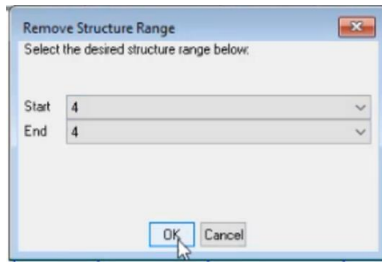 Remove Structure Range
Select the desired structure range below:
Start 4
End 4
OK Cancel